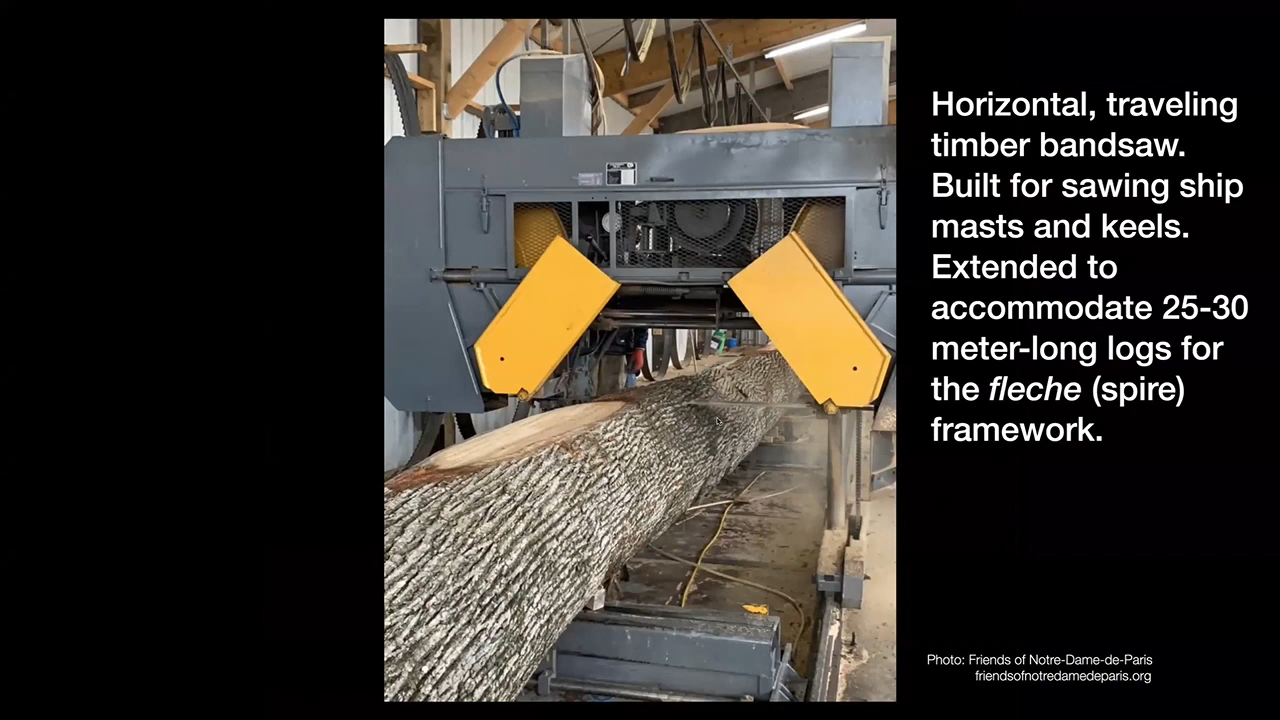 Horizontal, traveling
timber bandsaw.
Built for sawing ship
masts and keels.
Extended to
accommodate 25-30
meter-long logs for
the fleche (spire)
framework.
Photo: Friends of Notre-Dame-de-Paris
friendsofnotredamedeparis.org